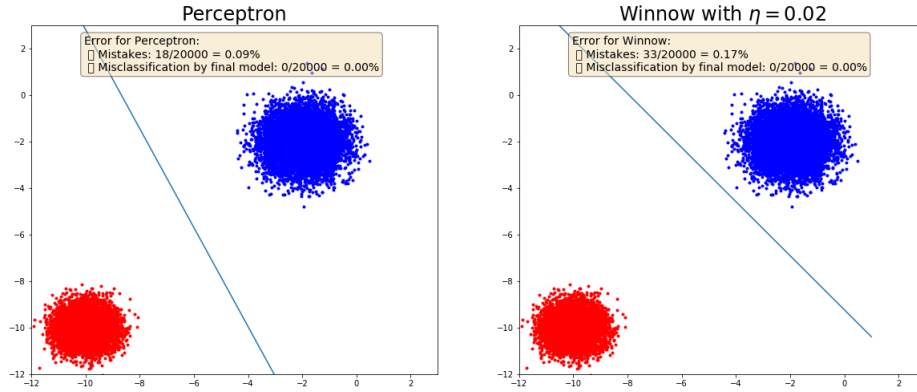 Perceptron
Error for Perceptron:
Mistakes: 18/20000 = 0.09%
Misclassification by final model: 0/20000 = 0.00%
2
0
−2
−4
−6
−8
−10
−12
−12 −10 −8 −6 −4 −2 0 2
Winnow with η = 0.02
Error for Winnow:
Mistakes: 33/20000 = 0.17%
Misclassification by final model: 0/20000 = 0.00%
2
0
−2
−4
−6
−8
−10
−12
−12 −10 −8 −6 −4 −2 0 2